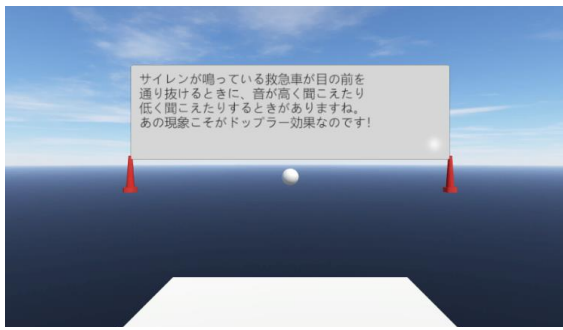 サイレンが鳴っている救急車が目の前を
通り抜けるときに、音が高く聞こえたり
低く聞こえたりするときがありますね。
あの現象こそがドップラー効果なのです!